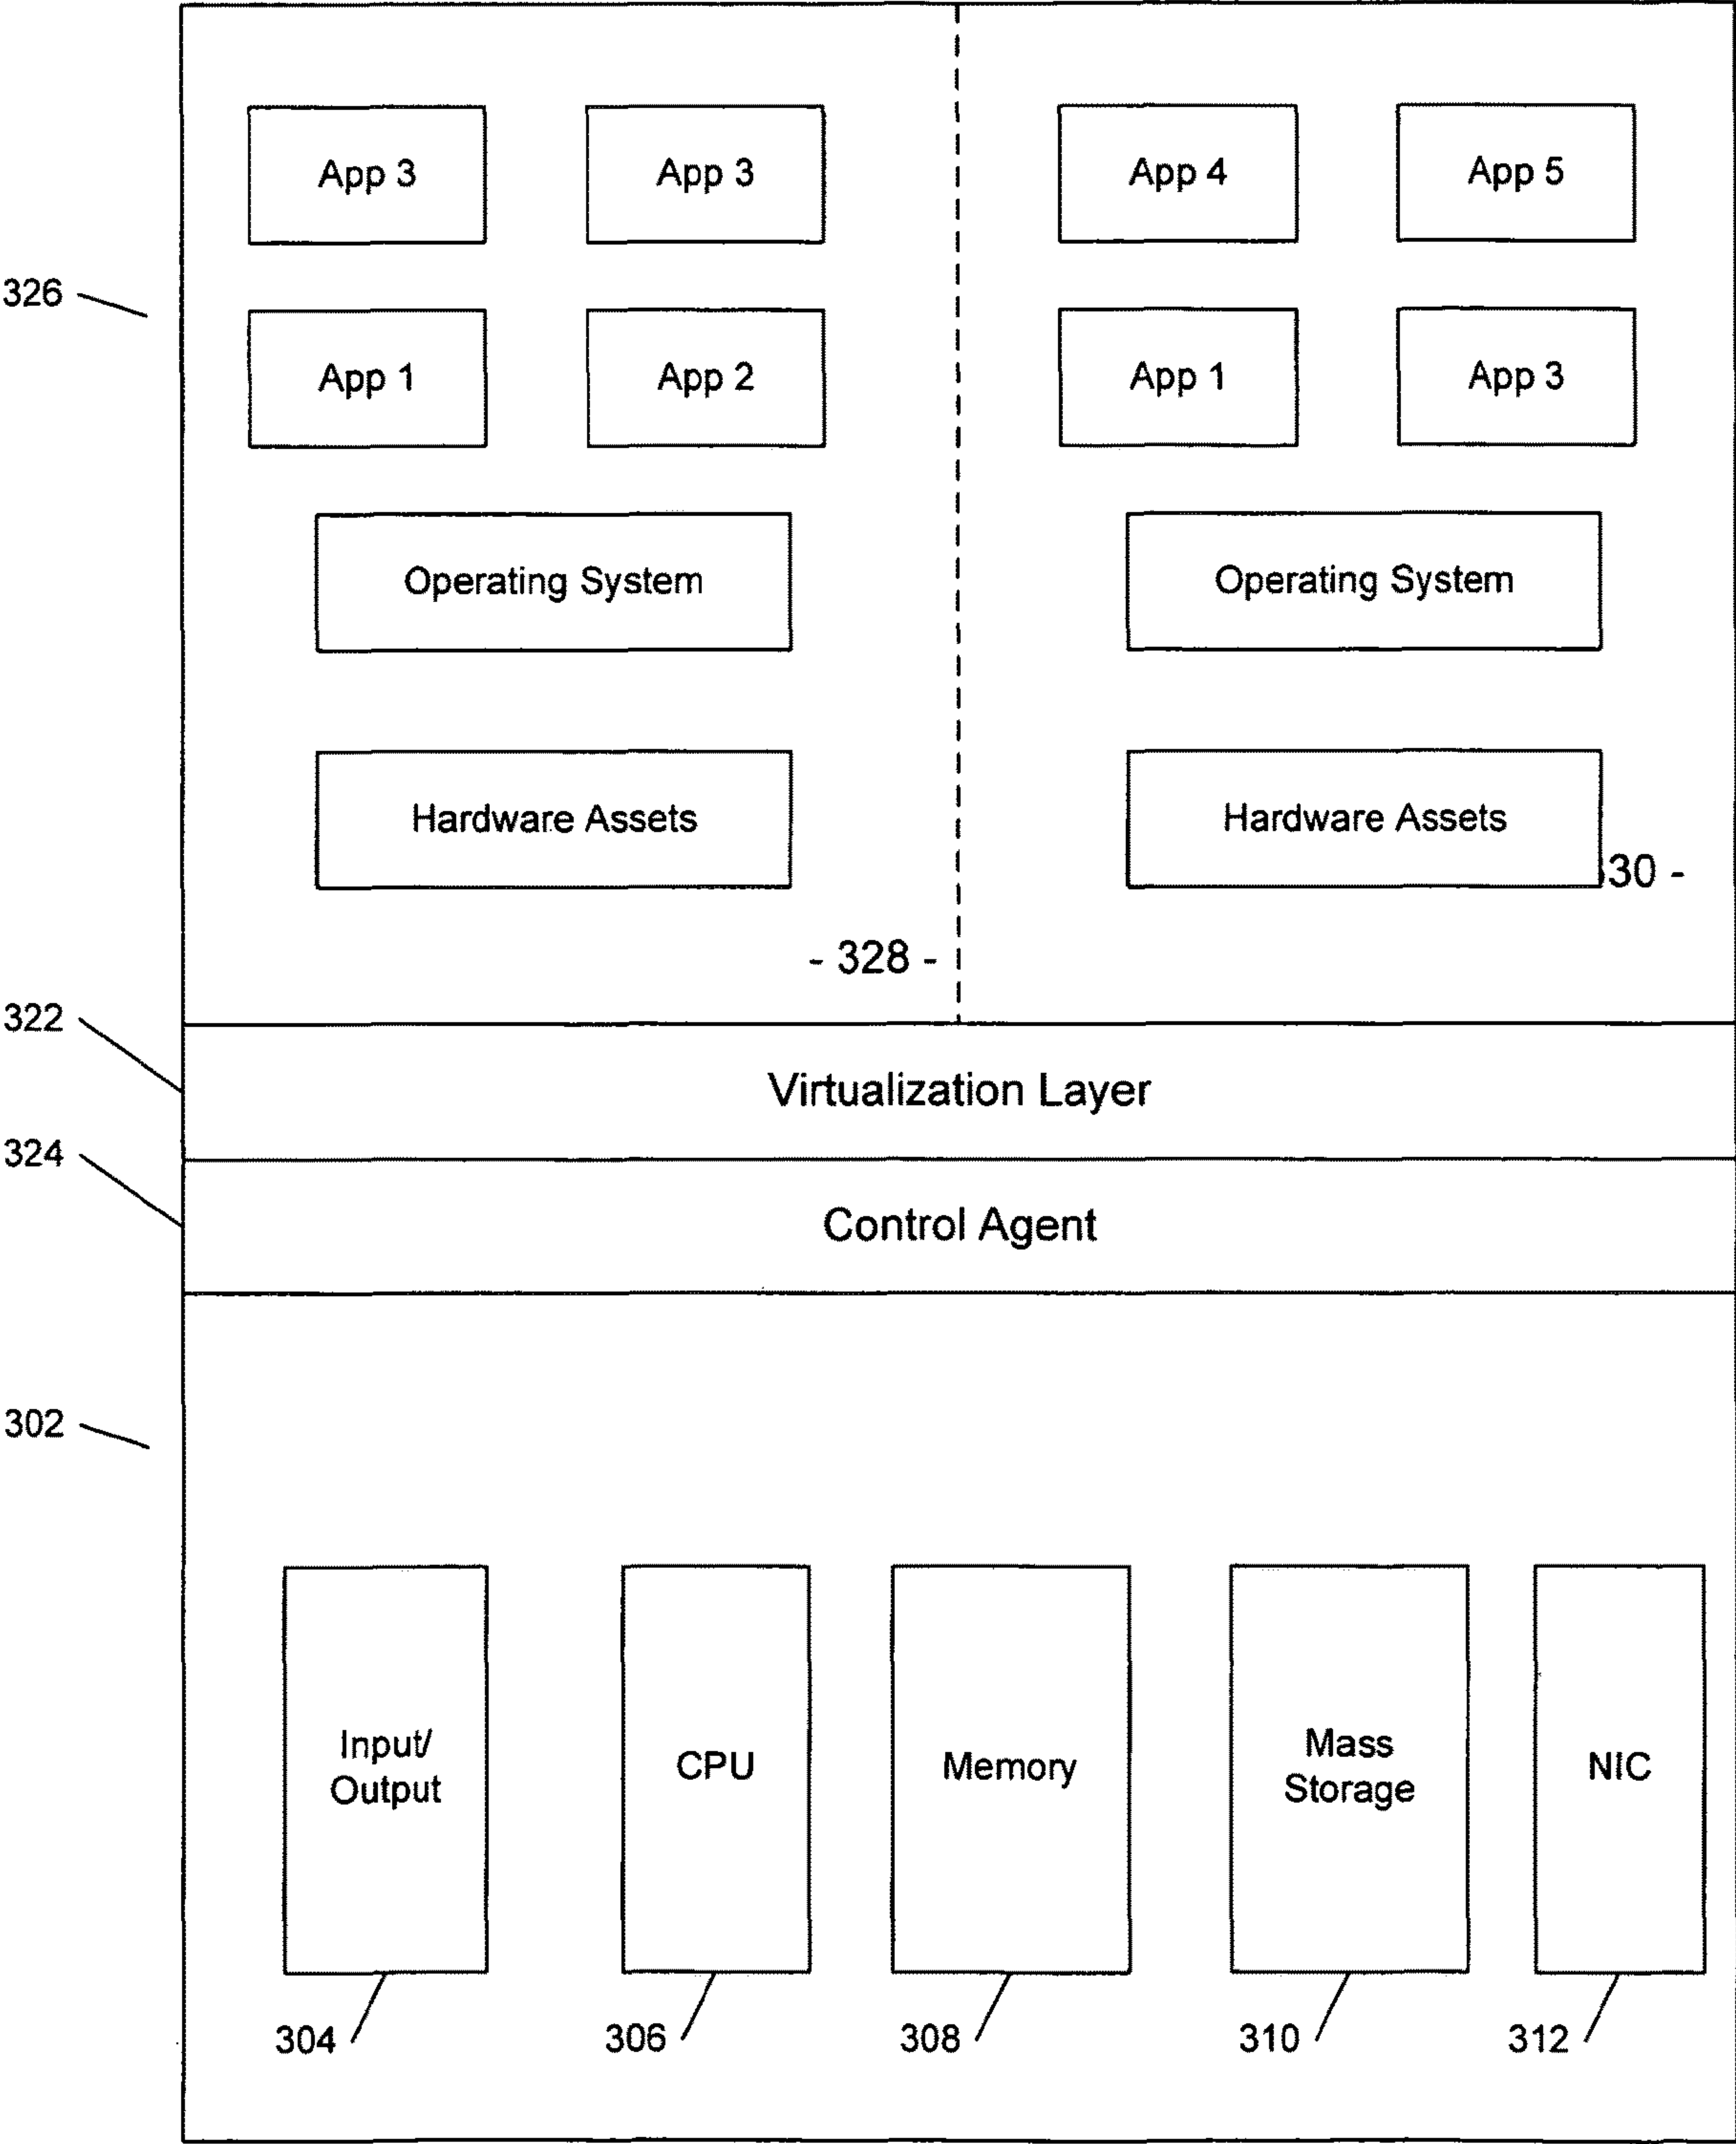 App 3
App 3
App 4
App 5
326
App 1
App 2
App 1
App 3
Operating System
Operating System
Hardware Assets
Hardware Assets
30 -
- 328 -
322
Virtualization Layer
324
Control Agent
302
Input/
Output
CPU
Memory
Mass
Storage
NIC
304
306
308
310
312